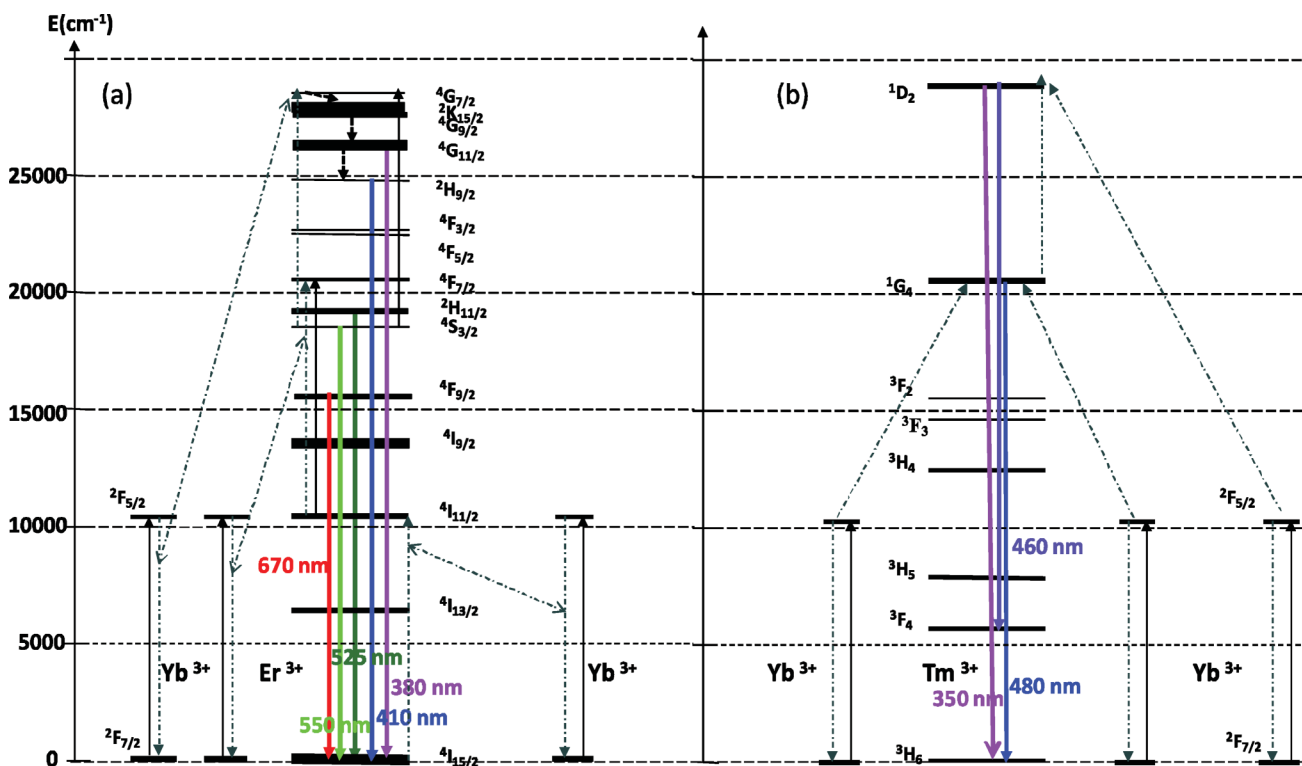 E(cm⁻¹)
(a)
⁴G₇/₂
²K₁₅/₂
⁴G₉/₂
⁴G₁₁/₂
25000
²H₉/₂
⁴F₃/₂
⁴F₅/₂
⁴F₇/₂
20000
²H₁₁/₂
⁴S₃/₂
⁴F₉/₂
15000
⁴I₉/₂
²F₅/₂
⁴I₁₁/₂
10000
670 nm
⁴I₁₃/₂
5000
525 nm
Yb ³⁺
Er ³⁺
Yb ³⁺
380 nm
550 nm
410 nm
²F₇/₂
⁴I₁₅/₂
0
(b)
¹D₂
¹G₄
³F₂
³F₃
³H₄
²F₅/₂
460 nm
³H₅
³F₄
Yb ³⁺
Tm ³⁺
Yb ³⁺
350 nm
480 nm
³H₆
²F₇/₂